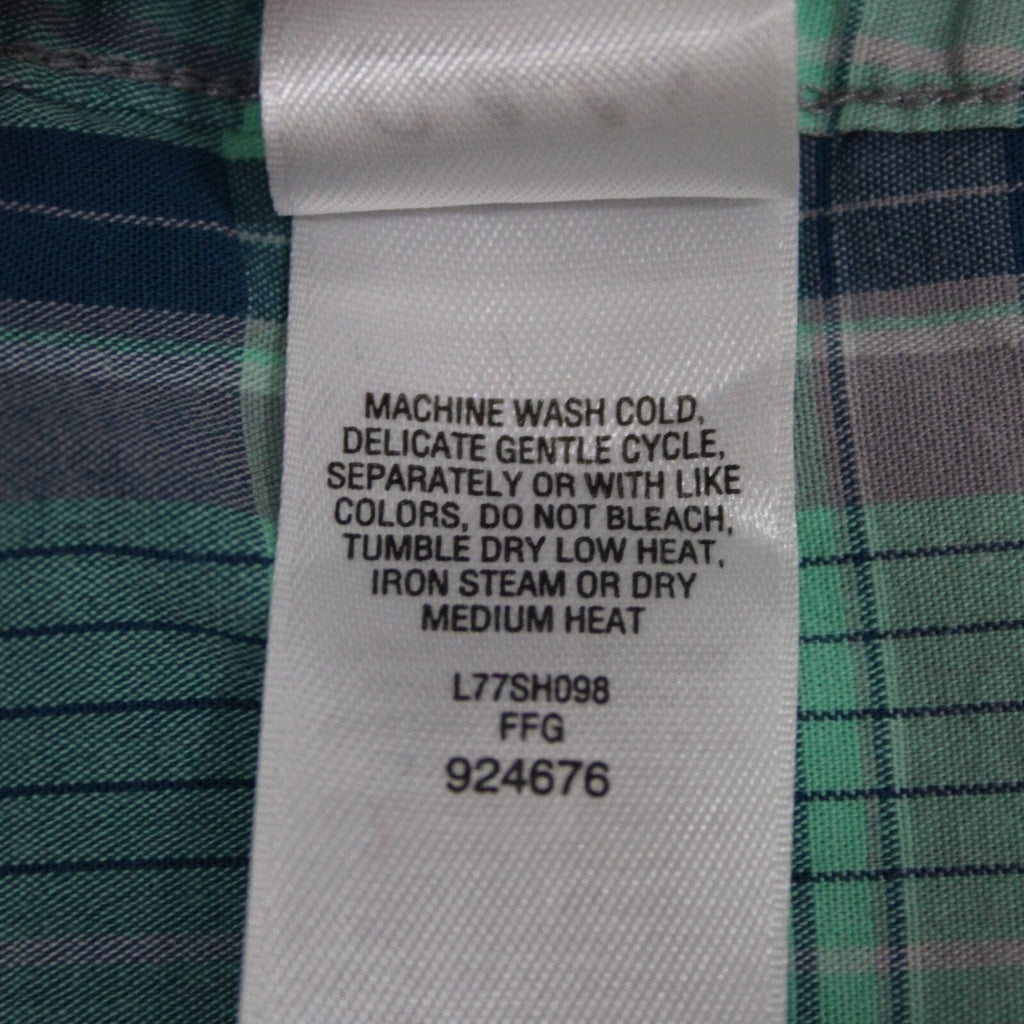 MACHINE WASH COLD,
DELICATE GENTLE CYCLE,
SEPARATELY OR WITH LIKE
COLORS, DO NOT BLEACH,
TUMBLE DRY LOW HEAT,
IRON STEAM OR DRY
MEDIUM HEAT
L77SH098
FFG
924676